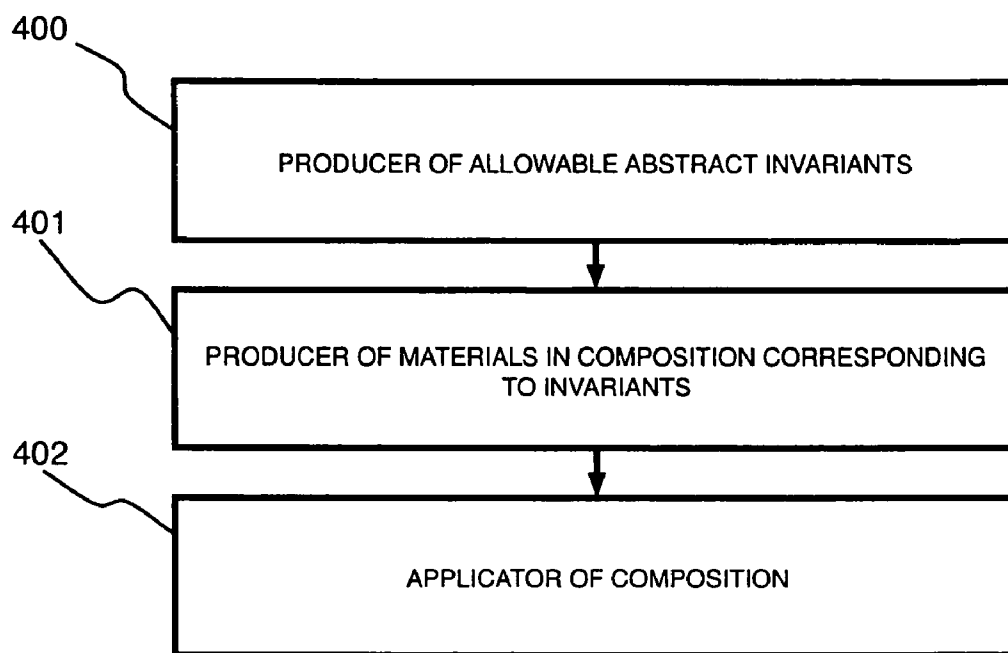 400
PRODUCER OF ALLOWABLE ABSTRACT INVARIANTS
401
PRODUCER OF MATERIALS IN COMPOSITION CORRESPONDING
TO INVARIANTS
402
APPLICATOR OF COMPOSITION